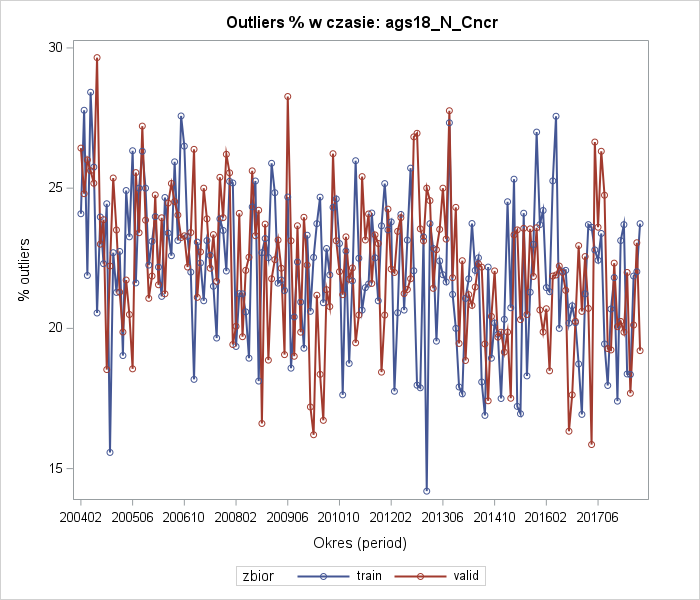 Outliers % w czasie: ags18_N_Cncr
30
25
20
15
% outliers
200402 200506 200610 200802 200906 201010 201202 201306 201410 201602 201706
Okres (period)
zbior train valid